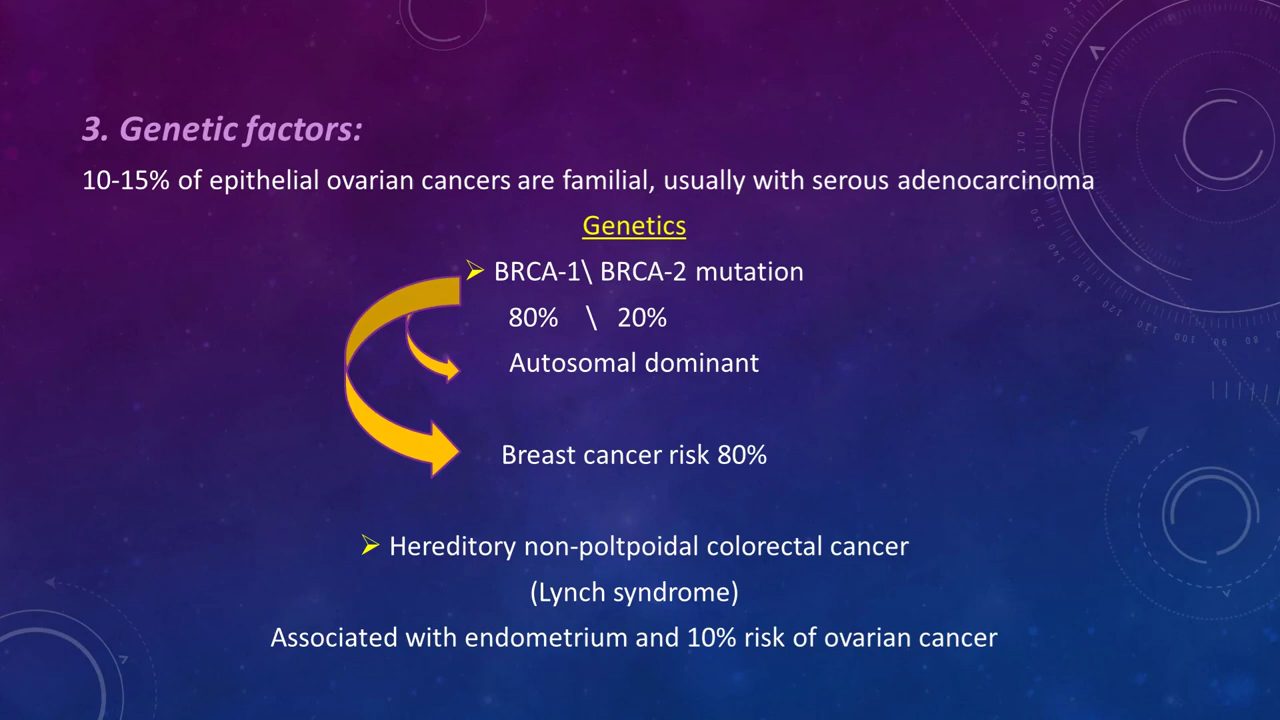 3. Genetic factors:
10-15% of epithelial ovarian cancers are familial, usually with serous adenocarcinoma
Genetics
BRCA-1\ BRCA-2 mutation
80% \ 20%
Autosomal dominant
Breast cancer risk 80%
Hereditory non-poltpoidal colorectal cancer
(Lynch syndrome)
Associated with endometrium and 10% risk of ovarian cancer